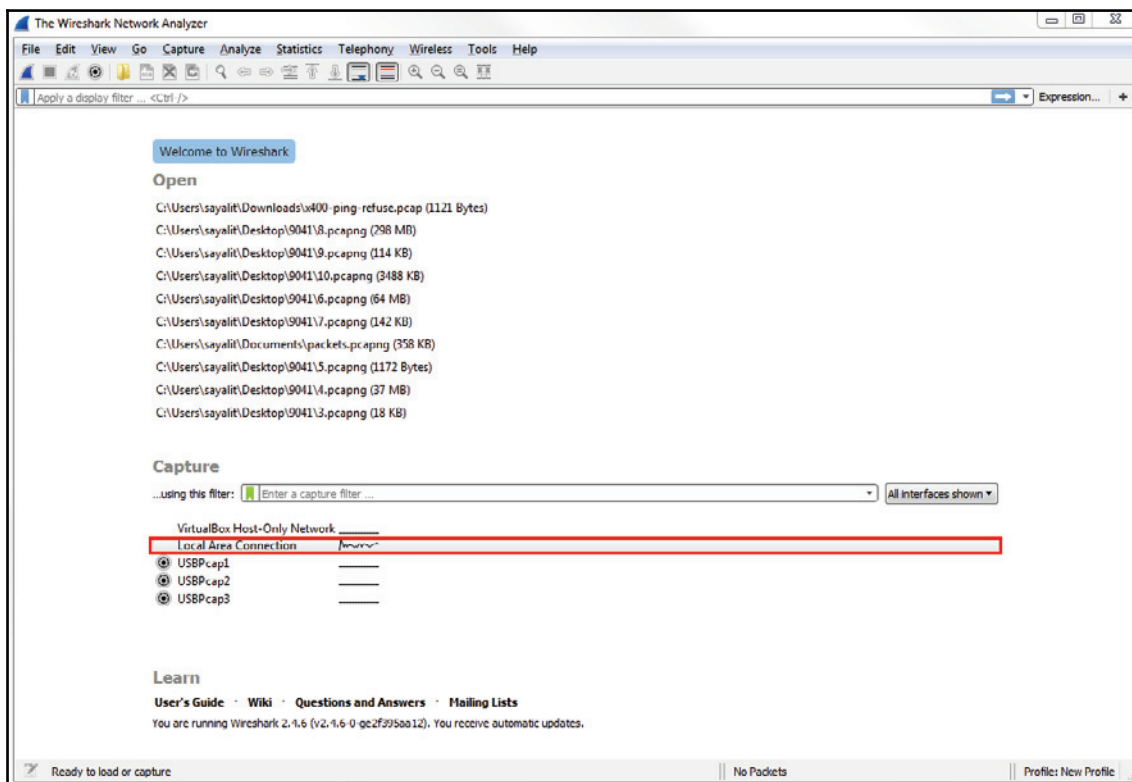 The Wireshark Network Analyzer
File Edit View Go Capture Analyze Statistics Telephony Wireless Tools Help
Apply a display filter ... <Ctrl-/> Expression... +
Welcome to Wireshark
Open
C:\Users\sayalit\Downloads\x400-ping-refuse.pcap (1121 Bytes)
C:\Users\sayalit\Desktop\9041\8.pcapng (298 MB)
C:\Users\sayalit\Desktop\9041\9.pcapng (114 KB)
C:\Users\sayalit\Desktop\9041\10.pcapng (3488 KB)
C:\Users\sayalit\Desktop\9041\6.pcapng (64 MB)
C:\Users\sayalit\Desktop\9041\7.pcapng (142 KB)
C:\Users\sayalit\Documents\packets.pcapng (358 KB)
C:\Users\sayalit\Desktop\9041\5.pcapng (1172 Bytes)
C:\Users\sayalit\Desktop\9041\4.pcapng (37 MB)
C:\Users\sayalit\Desktop\9041\3.pcapng (18 KB)
Capture
...using this filter: Enter a capture filter ... All interfaces shown
VirtualBox Host-Only Network
Local Area Connection
USBPcap1
USBPcap2
USBPcap3
Learn
User's Guide · Wiki · Questions and Answers · Mailing Lists
You are running Wireshark 2.4.6 (v2.4.6-0-ge2f395aa12). You receive automatic updates.
Ready to load or capture No Packets Profile: New Profile